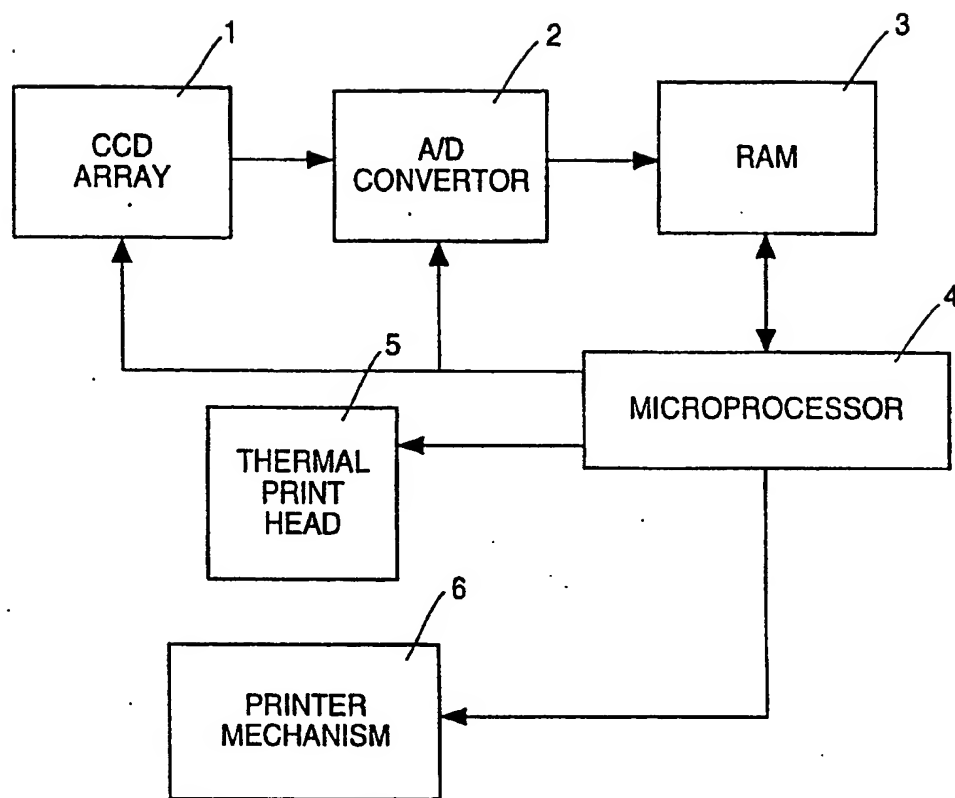 1
2
3
CCD
ARRAY
A/D
CONVERTOR
RAM
4
5
MICROPROCESSOR
THERMAL
PRINT
HEAD
6
PRINTER
MECHANISM